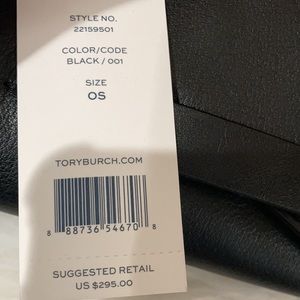 STYLE NO.
22159501
COLOR/CODE
BLACK / 001
SIZE
OS
TORYBURCH.COM
8 88736 54670 8
SUGGESTED RETAIL
US $295.00